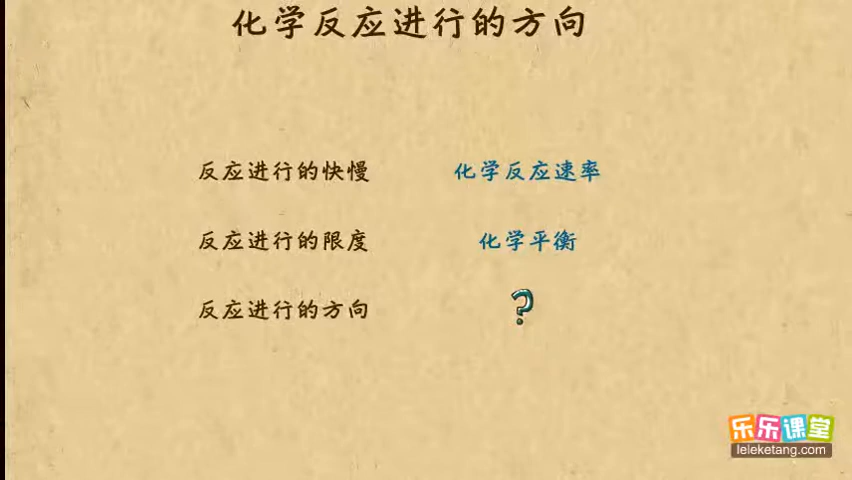 化学反应进行的方向
反应进行的快慢 化学反应速率
反应进行的限度 化学平衡
反应进行的方向 ?
乐乐课堂
leleketang.com